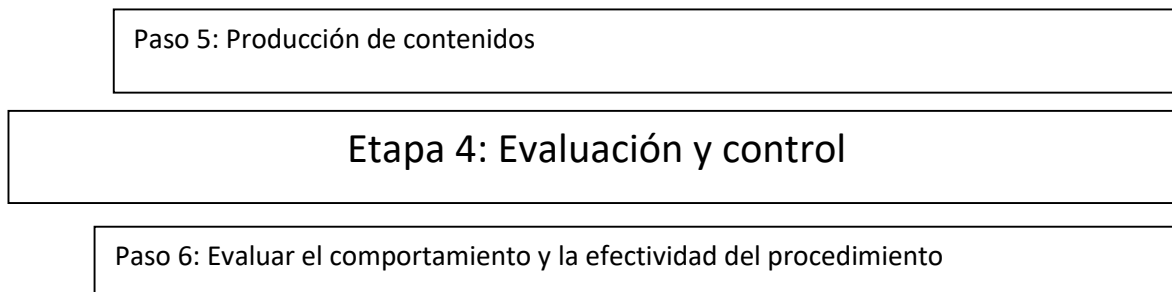 Paso 5: Producción de contenidos
Etapa 4: Evaluación y control
Paso 6: Evaluar el comportamiento y la efectividad del procedimiento